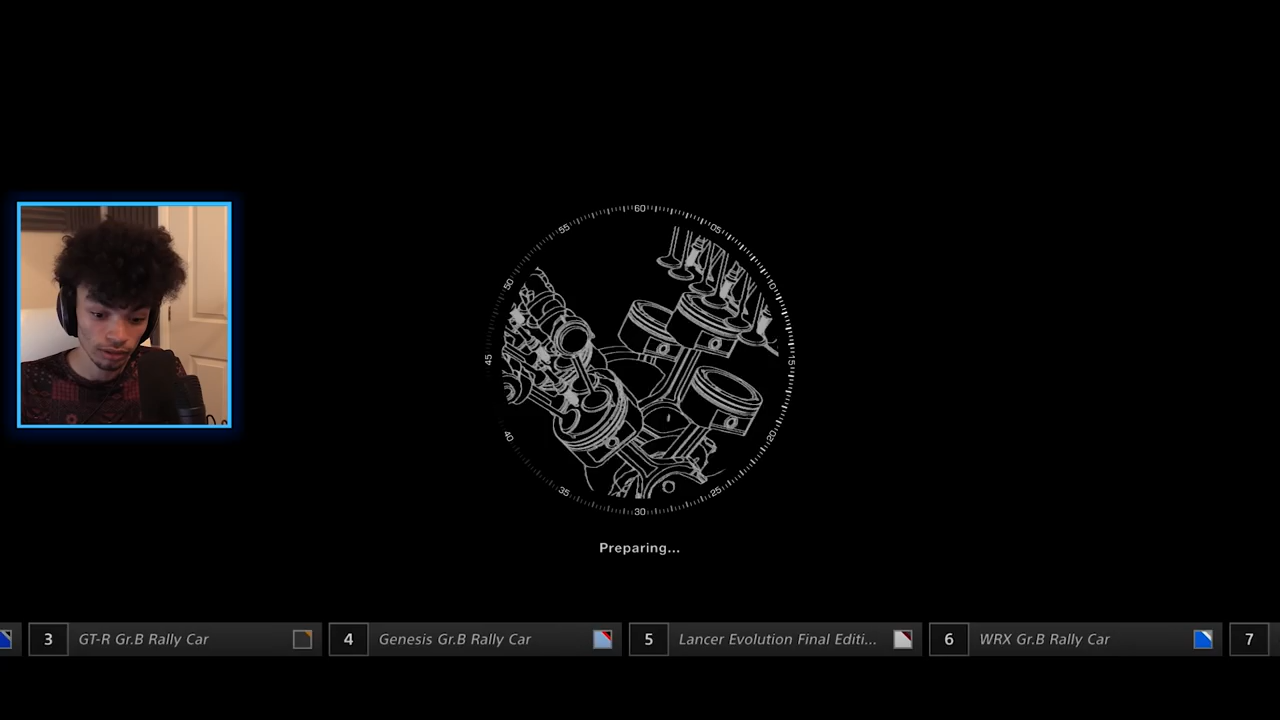 60
55
05
50
10
45
15
40
20
35
25
30
Preparing...
3 GT-R Gr.B Rally Car
4 Genesis Gr.B Rally Car
5 Lancer Evolution Final Editi...
6 WRX Gr.B Rally Car
7